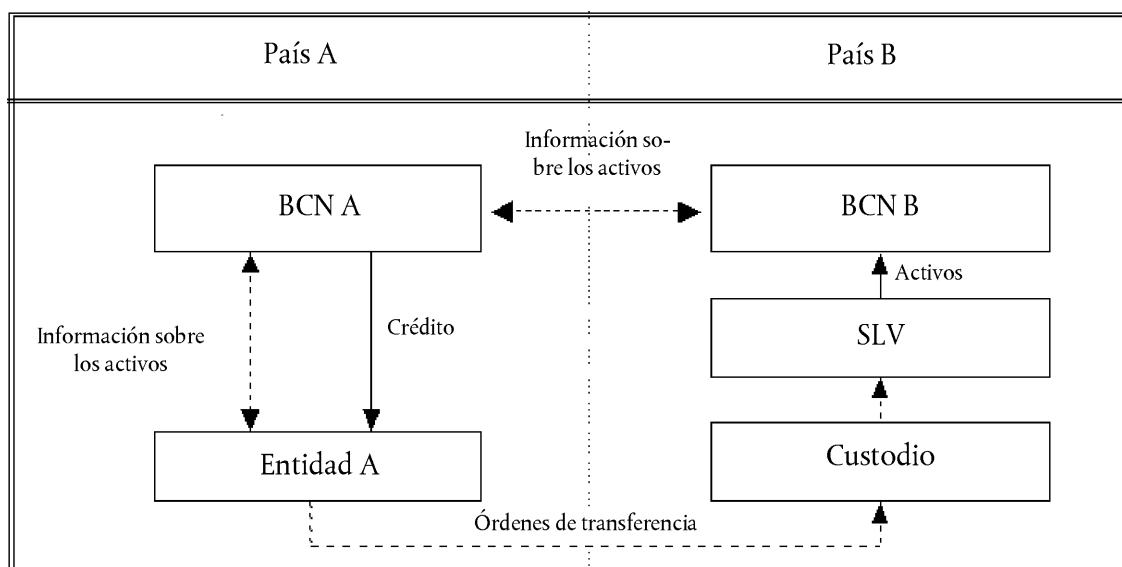 País A
País B
Información so-
bre los activos
BCN A
BCN B
Activos
Crédito
Información sobre
los activos
SLV
Entidad A
Custodio
Órdenes de transferencia